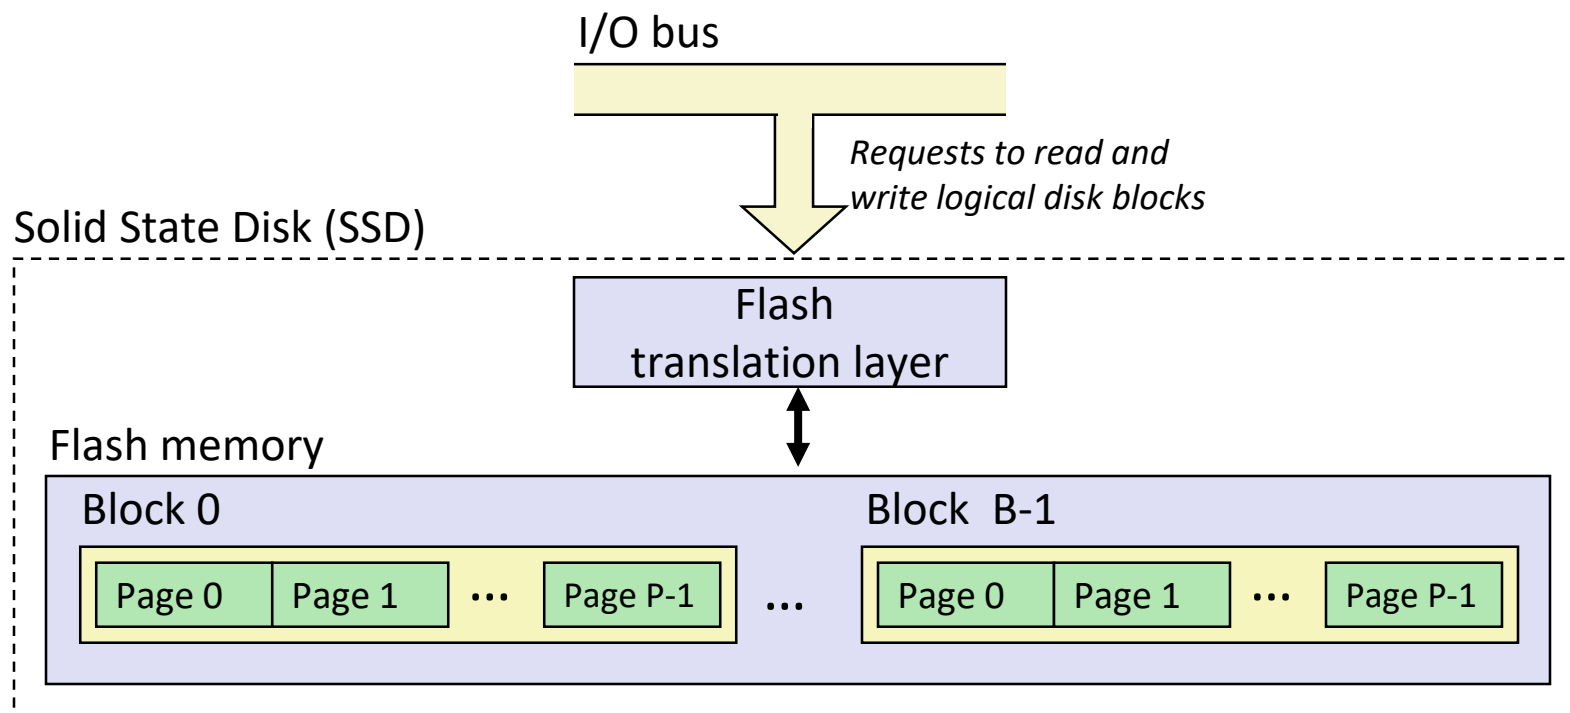 I/O bus
Requests to read and
write logical disk blocks
Solid State Disk (SSD)
Flash
translation layer
Flash memory
Block 0
Block B-1
Page 0 Page 1 ... Page P-1 ... Page 0 Page 1 ... Page P-1